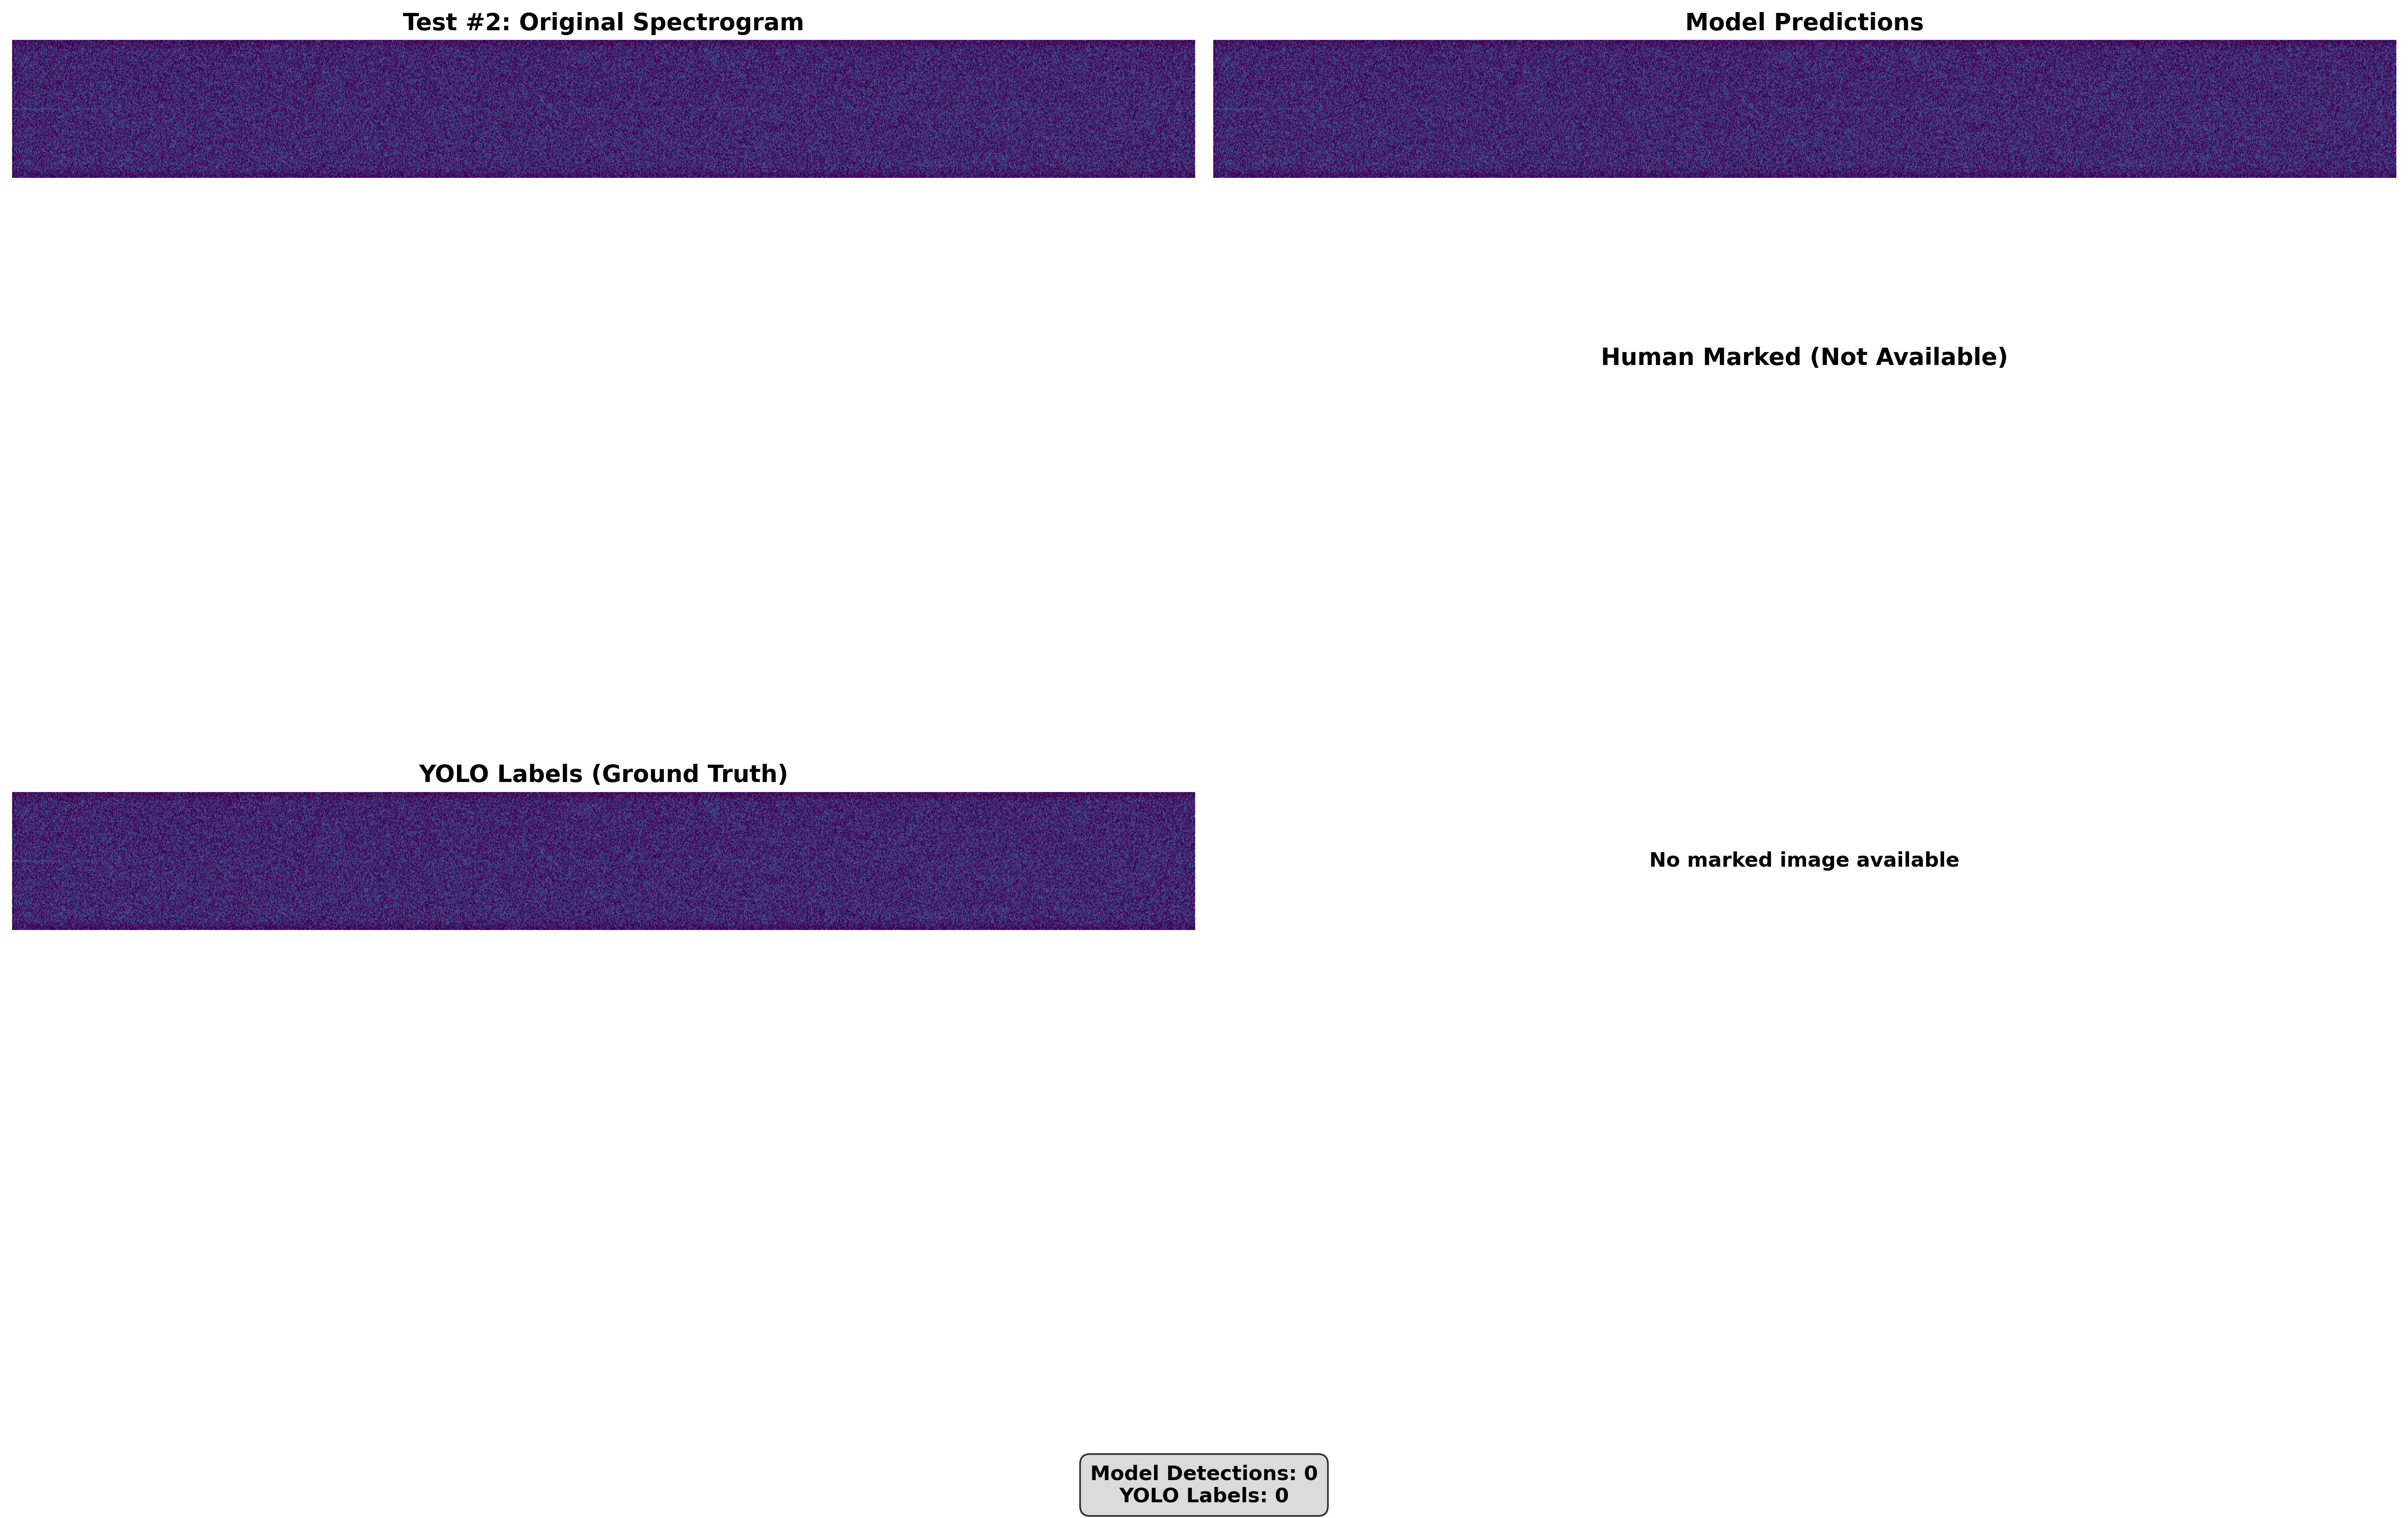 Test #2: Original Spectrogram
Model Predictions
Human Marked (Not Available)
YOLO Labels (Ground Truth)
No marked image available
Model Detections: 0
YOLO Labels: 0